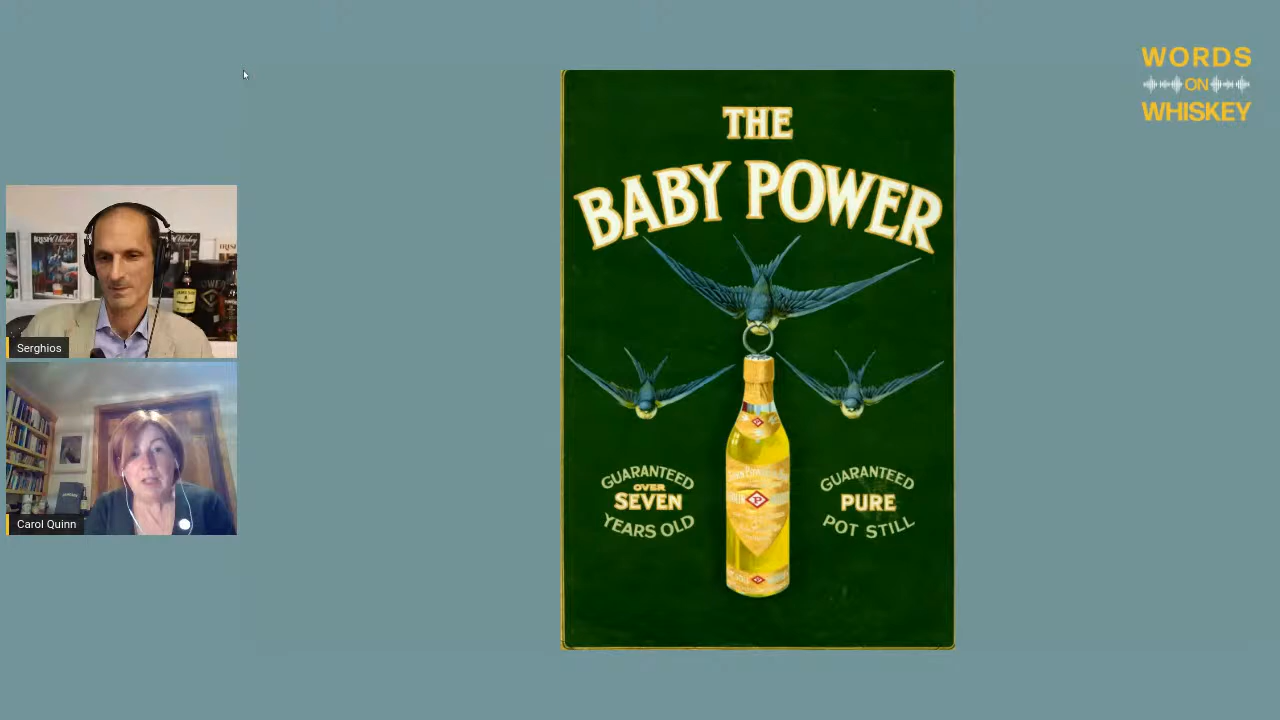 WORDS
ON
WHISKEY
THE
BABY POWER
GUARANTEED
OVER
SEVEN
YEARS OLD
GUARANTEED
PURE
POT STILL
P
P
P
Serghios
Carol Quinn